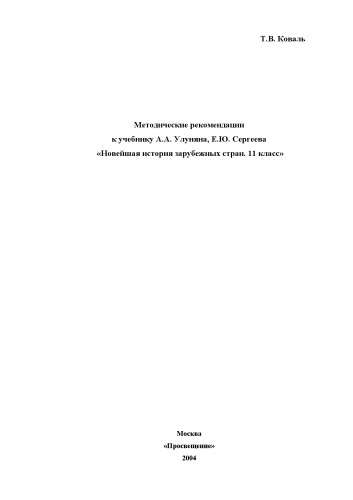 Т.В. Коваль
Методические рекомендации
к учебнику А.А. Улуняна, Е.Ю. Сергеева
«Новейшая история зарубежных стран. 11 класс»
Москва
«Просвещение»
2004